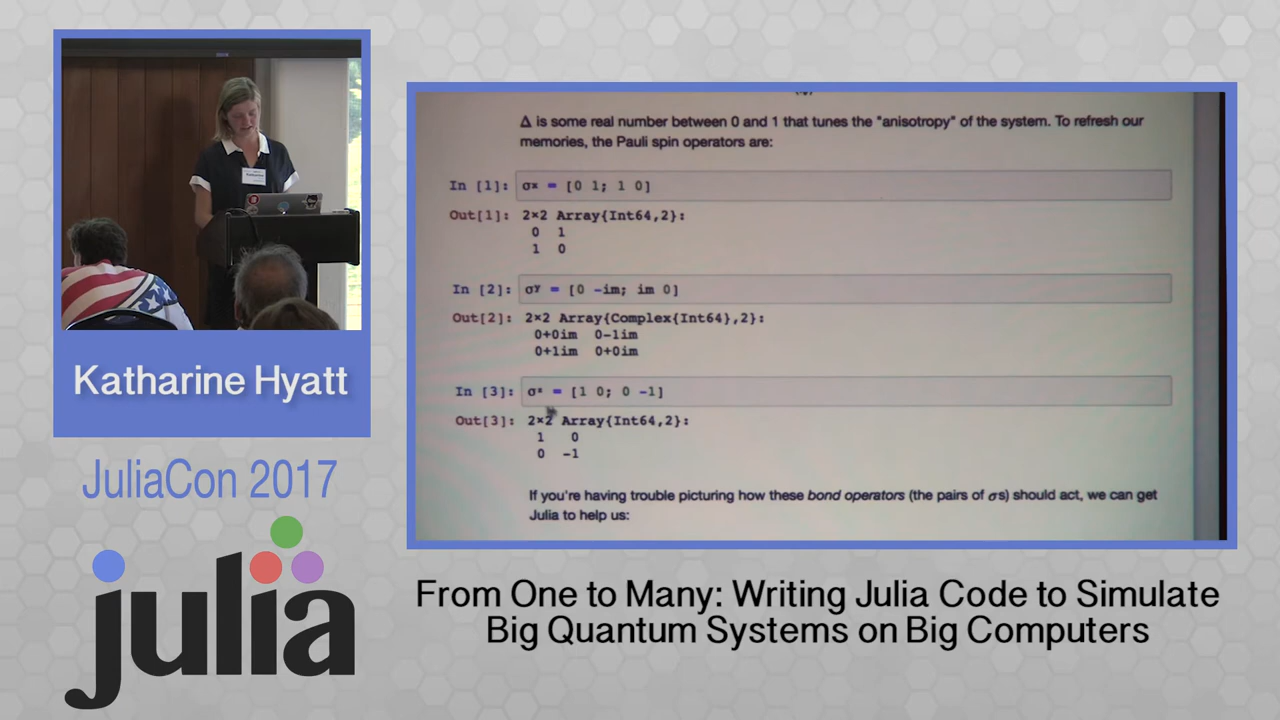 Δ is some real number between 0 and 1 that tunes the "anisotropy" of the system. To refresh our
memories, the Pauli spin operators are:
In [1]: σˣ = [0 1; 1 0]
Out[1]: 2×2 Array{Int64,2}:
0 1
1 0
In [2]: σʸ = [0 -im; im 0]
Out[2]: 2×2 Array{Complex{Int64},2}:
0+0im 0-1im
0+1im 0+0im
In [3]: σᶻ = [1 0; 0 -1]
Out[3]: 2×2 Array{Int64,2}:
1 0
0 -1
If you're having trouble picturing how these bond operators (the pairs of σs) should act, we can get
Julia to help us:
Katharine Hyatt
JuliaCon 2017
julia
From One to Many: Writing Julia Code to Simulate
Big Quantum Systems on Big Computers